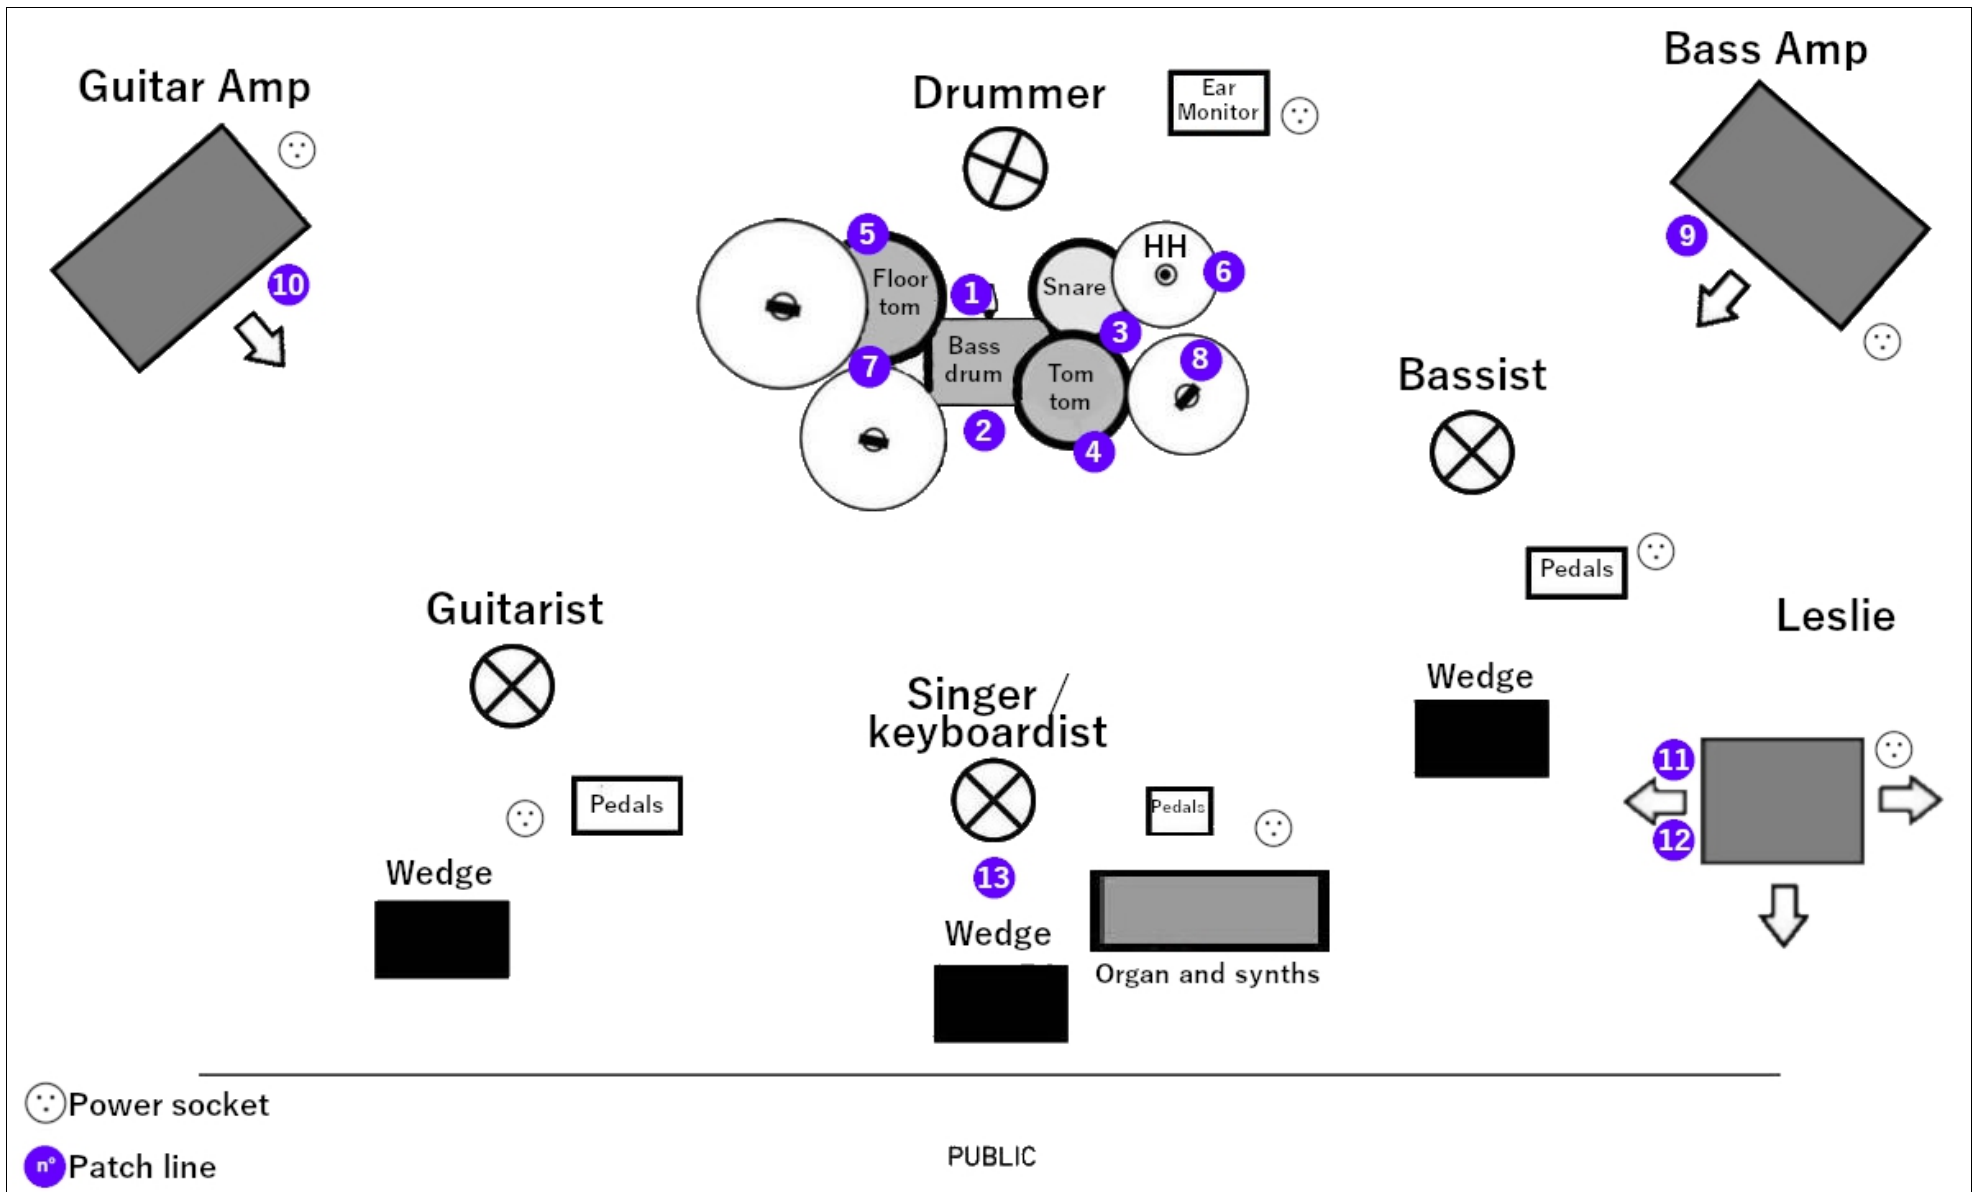 Bass Amp
Guitar Amp
Drummer
Ear
Monitor
10
9
5
Floor
tom
1
Snare
HH
6
3
7
Bass
drum
Tom
tom
8
2
4
Bassist
Pedals
Guitarist
Leslie
Singer /
keyboardist
Wedge
Pedals
Pedals
11
12
Wedge
13
Wedge
Organ and synths
Power socket
n° Patch line
PUBLIC